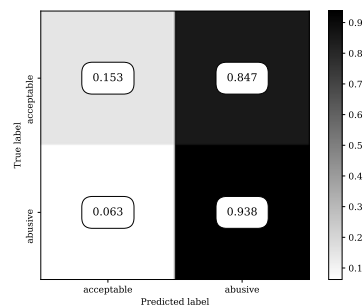 0.153
0.847
0.063
0.938
acceptable
abusive
True label
acceptable
abusive
Predicted label
0.9
0.8
0.7
0.6
0.5
0.4
0.3
0.2
0.1